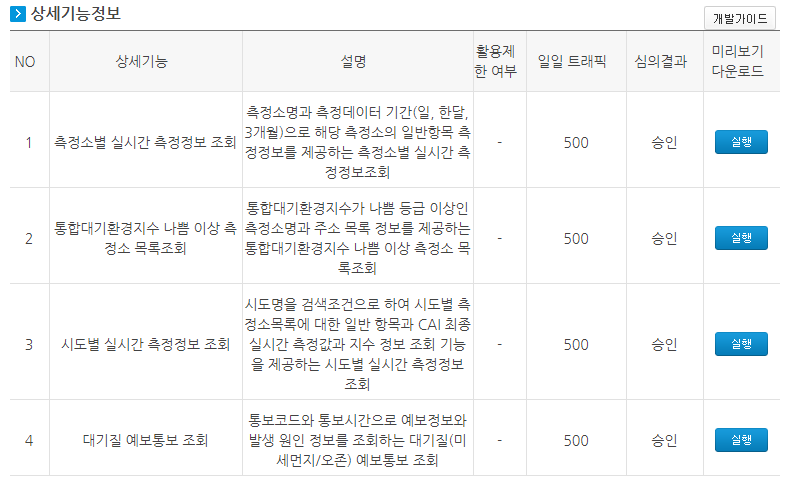 상세기능정보
개발가이드
NO
상세기능
설명
활용제
한 여부
일일 트래픽
심의결과
미리보기
다운로드
1
측정소별 실시간 측정정보 조회
측정소명과 측정데이터 기간(일, 한달,
3개월)으로 해당 측정소의 일반항목 측
정정보를 제공하는 측정소별 실시간 측
정정보조회
-
500
승인
실행
2
통합대기환경지수 나쁨 이상 측
정소 목록조회
통합대기환경지수가 나쁨 등급 이상인
측정소명과 주소 목록 정보를 제공하는
통합대기환경지수 나쁨 이상 측정소 목
록조회
-
500
승인
실행
3
시도별 실시간 측정정보 조회
시도명을 검색조건으로 하여 시도별 측
정소목록에 대한 일반 항목과 CAI 최종
실시간 측정값과 지수 정보 조회 기능
을 제공하는 시도별 실시간 측정정보
조회
-
500
승인
실행
4
대기질 예보통보 조회
통보코드와 통보시간으로 예보정보와
발생 원인 정보를 조회하는 대기질(미
세먼지/오존) 예보통보 조회
-
500
승인
실행